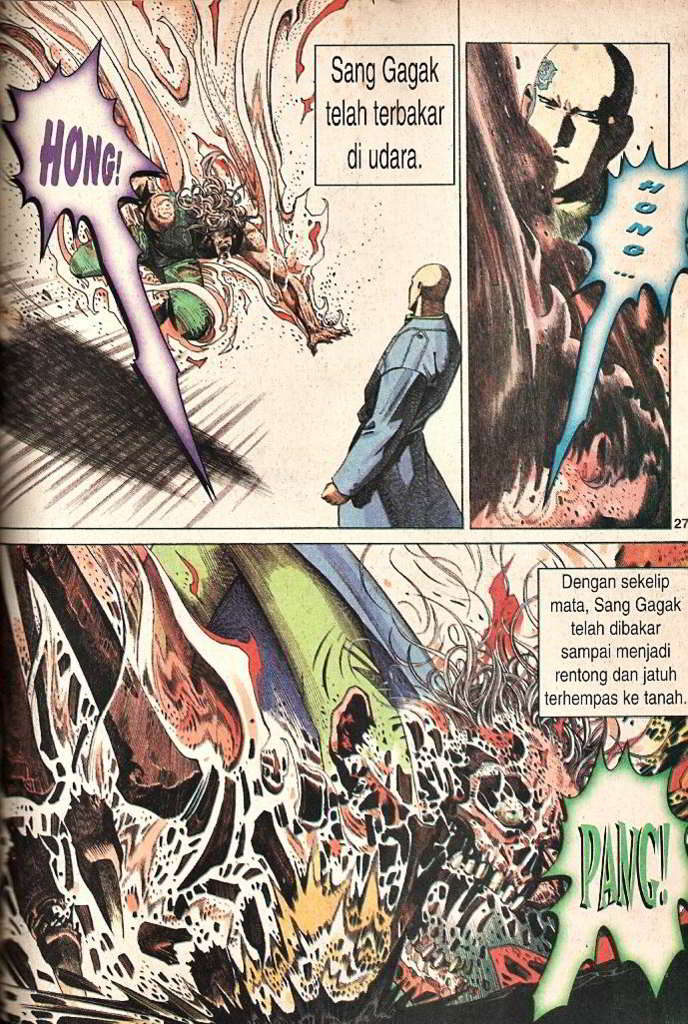 HONG!
Sang Gagak
telah terbakar
di udara.
HONG...
27
Dengan sekelip
mata, Sang Gagak
telah dibakar
sampai menjadi
rentong dan jatuh
terhempas ke tanah.
PANG!